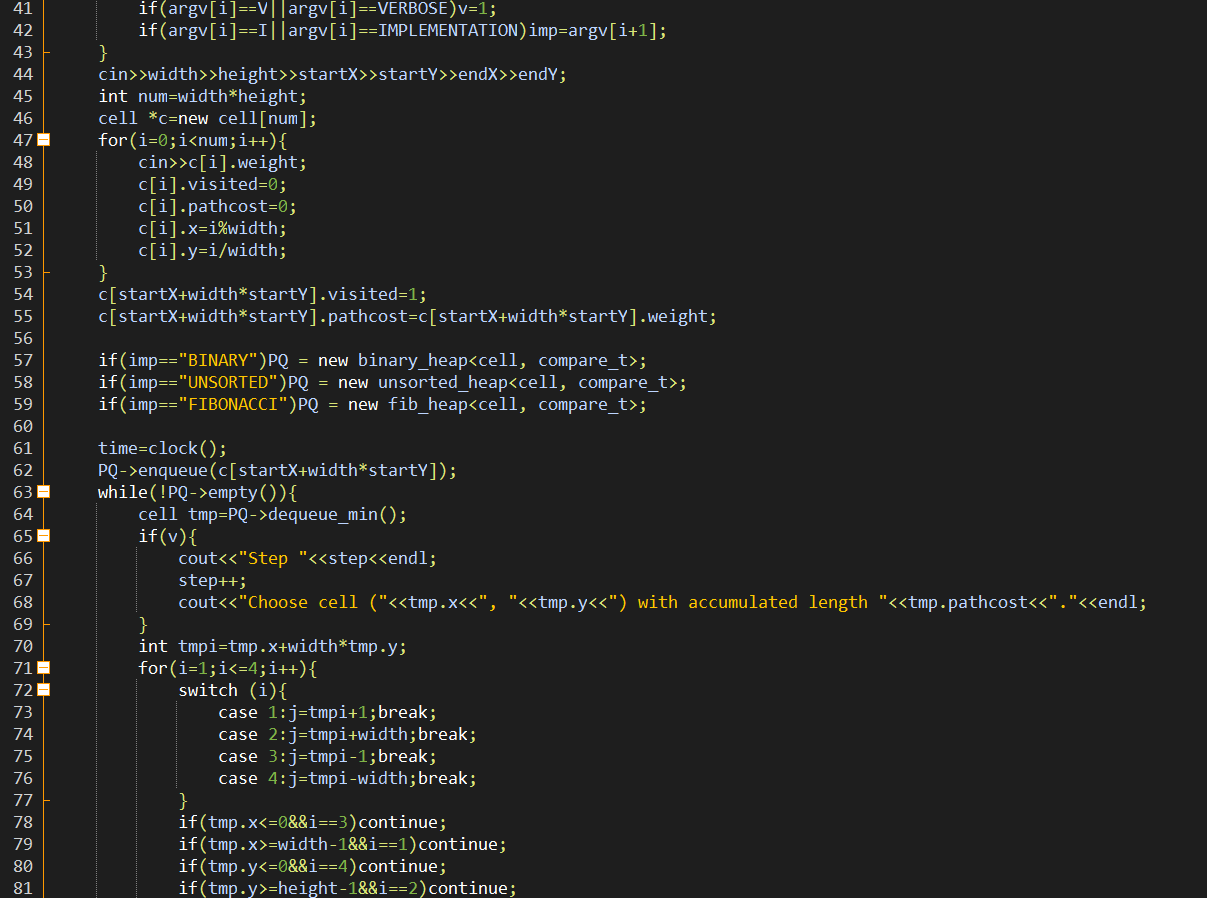 41 if(argv[i]==V||argv[i]==VERBOSE)v=1;
42 if(argv[i]==I||argv[i]==IMPLEMENTATION)imp=argv[i+1];
43 }
44 cin>>width>>height>>startX>>startY>>endX>>endY;
45 int num=width*height;
46 cell *c=new cell[num];
47 for(i=0;i<num;i++){
48 cin>>c[i].weight;
49 c[i].visited=0;
50 c[i].pathcost=0;
51 c[i].x=i%width;
52 c[i].y=i/width;
53 }
54 c[startX+width*startY].visited=1;
55 c[startX+width*startY].pathcost=c[startX+width*startY].weight;
56
57 if(imp=="BINARY")PQ = new binary_heap<cell, compare_t>;
58 if(imp=="UNSORTED")PQ = new unsorted_heap<cell, compare_t>;
59 if(imp=="FIBONACCI")PQ = new fib_heap<cell, compare_t>;
60
61 time=clock();
62 PQ->enqueue(c[startX+width*startY]);
63 while(!PQ->empty()){
64 cell tmp=PQ->dequeue_min();
65 if(v){
66 cout<<"Step "<<step<<endl;
67 step++;
68 cout<<"Choose cell ("<<tmp.x<<", "<<tmp.y<<") with accumulated length "<<tmp.pathcost<<"."<<endl;
69 }
70 int tmpi=tmp.x+width*tmp.y;
71 for(i=1;i<=4;i++){
72 switch (i){
73 case 1:j=tmpi+1;break;
74 case 2:j=tmpi+width;break;
75 case 3:j=tmpi-1;break;
76 case 4:j=tmpi-width;break;
77 }
78 if(tmp.x<=0&&i==3)continue;
79 if(tmp.x>=width-1&&i==1)continue;
80 if(tmp.y<=0&&i==4)continue;
81 if(tmp.y>=height-1&&i==2)continue;